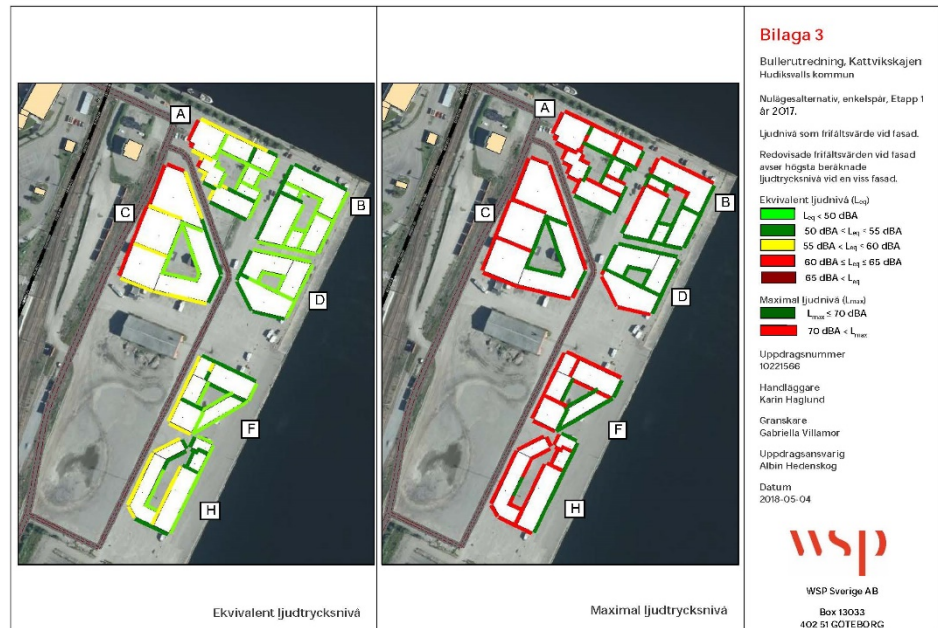 A
B
C
D
F
H
Ekvivalent ljudtrycksnivå
A
B
C
D
F
H
Maximal ljudtrycksnivå
Bilaga 3
Bullerutredning, Kattvikskajen
Hudiksvalls kommun
Nulägesalternativ, enkelspår, Etapp 1
år 2017.
Ljudnivå som frifältsvärde vid fasad.
Redovisade frifältsvärden vid fasad
avser högsta beräknade
ljudtrycksnivå vid en viss fasad.
Ekvivalent ljudnivå (Leq)
Leq < 50 dBA
50 dBA < Leq ≤ 55 dBA
55 dBA < Leq < 60 dBA
60 dBA ≤ Leq ≤ 65 dBA
65 dBA < Leq
Maximal ljudnivå (Lmax)
Lmax ≤ 70 dBA
70 dBA < Lmax
Uppdragsnummer
10221566
Handläggare
Karin Haglund
Granskare
Gabriella Villamor
Uppdragsansvarig
Albin Hedenskog
Datum
2018-05-04
wsp
WSP Sverige AB
Box 13033
402 51 GÖTEBORG